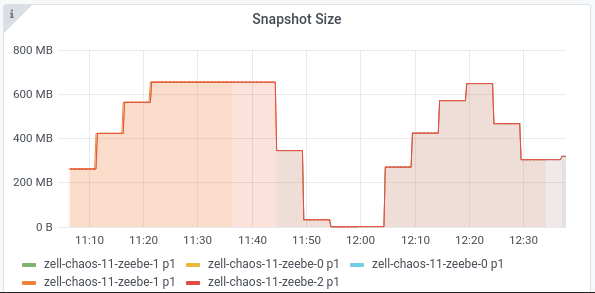 i
Snapshot Size
800 MB
600 MB
400 MB
200 MB
0 B
11:10 11:20 11:30 11:40 11:50 12:00 12:10 12:20 12:30
zell-chaos-11-zeebe-1 p1 zell-chaos-11-zeebe-0 p1 zell-chaos-11-zeebe-0 p1
zell-chaos-11-zeebe-1 p1 zell-chaos-11-zeebe-2 p1